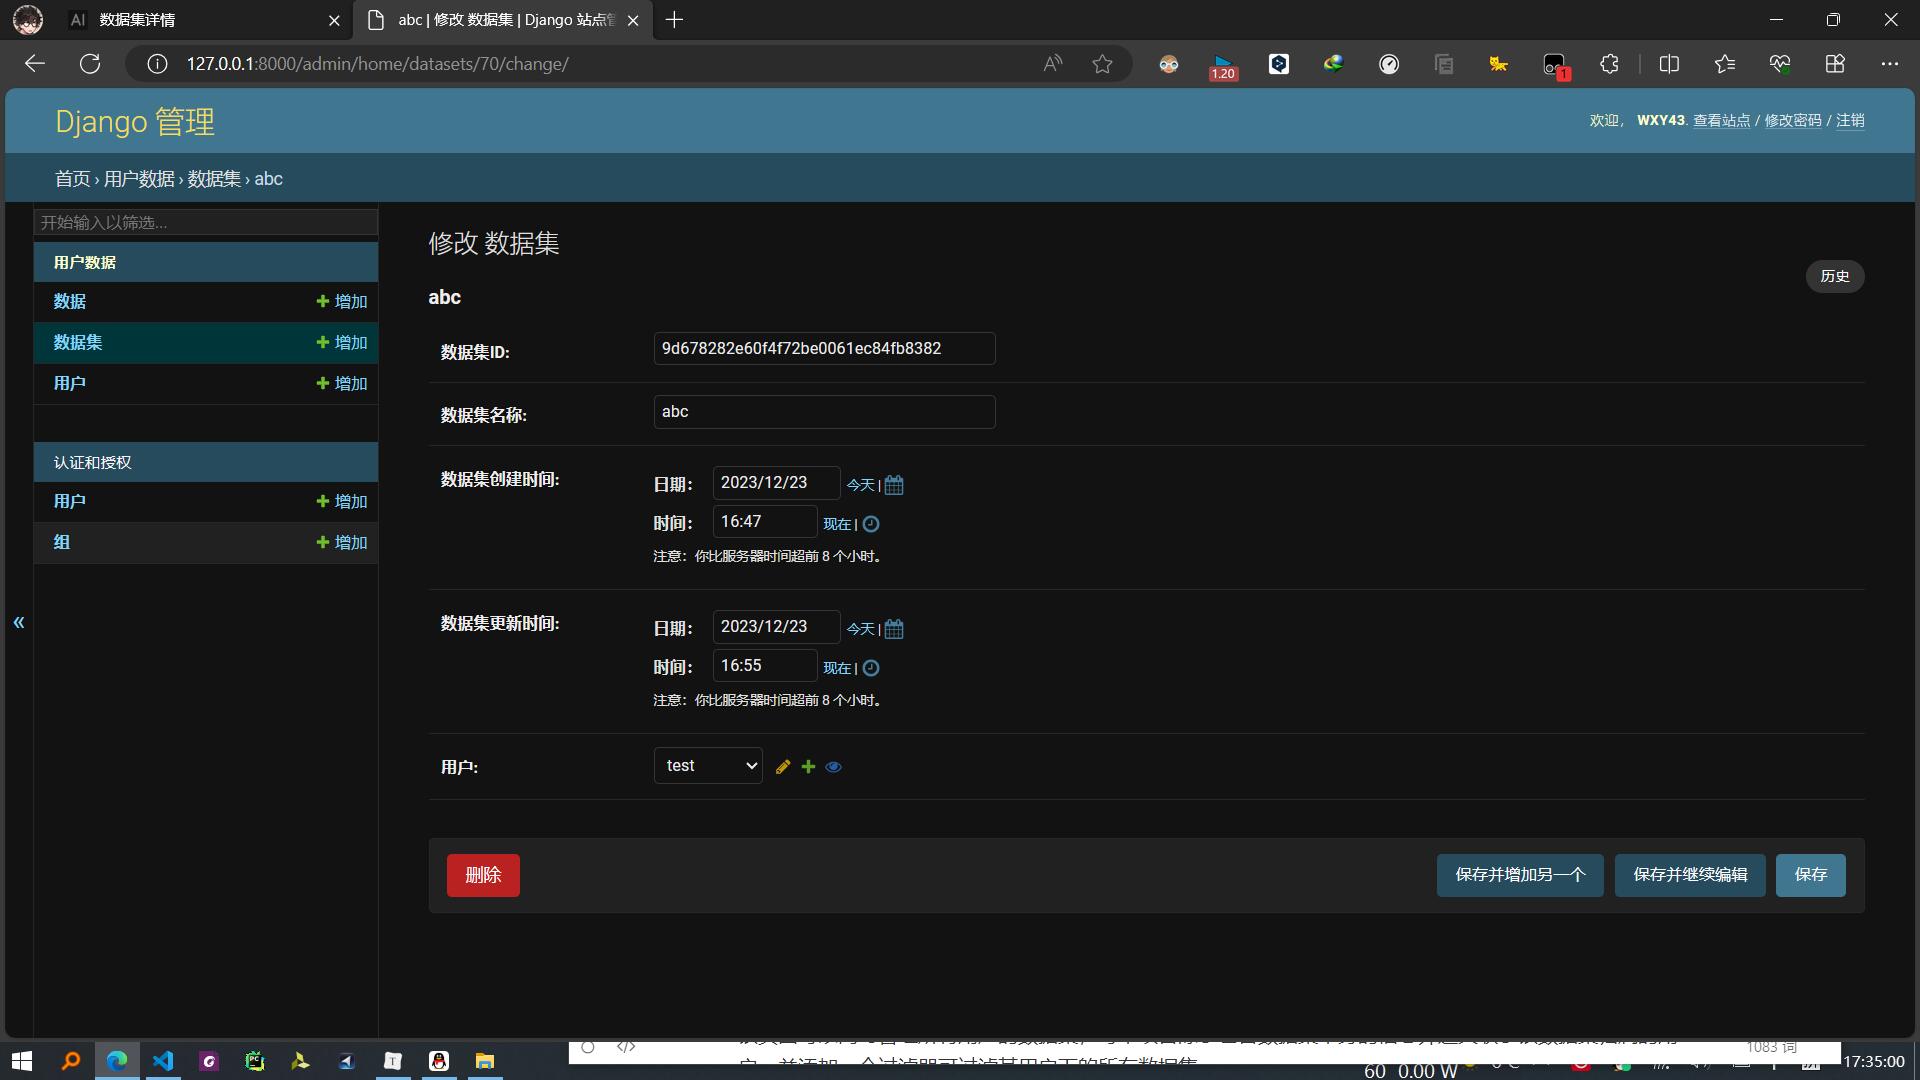 AI 数据集详情
abc | 修改 数据集 | Django 站点管
127.0.0.1:8000/admin/home/datasets/70/change/
1.20
1
Django 管理
欢迎， WXY43. 查看站点 / 修改密码 / 注销
首页 › 用户数据 › 数据集 › abc
开始输入以筛选...
用户数据
数据 增加
数据集 增加
用户 增加
认证和授权
用户 增加
组 增加
«
修改 数据集
历史
abc
数据集ID: 9d678282e60f4f72be0061ec84fb8382
数据集名称: abc
数据集创建时间: 日期： 2023/12/23 今天 |
时间： 16:47 现在 |
注意：你比服务器时间超前 8 个小时。
数据集更新时间: 日期： 2023/12/23 今天 |
时间： 16:55 现在 |
注意：你比服务器时间超前 8 个小时。
用户: test
删除 保存并增加另一个 保存并继续编辑 保存
1083 词
60 0.00 W
17:35:00